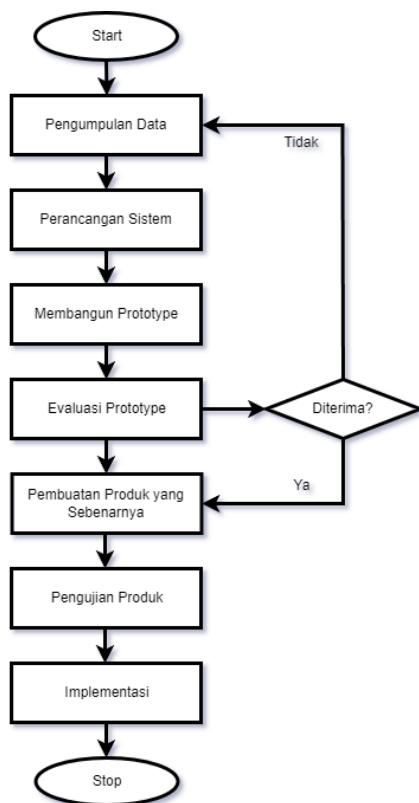 Start
Pengumpulan Data
Tidak
Perancangan Sistem
Membangun Prototype
Evaluasi Prototype
Diterima?
Pembuatan Produk yang
Sebenarnya
Ya
Pengujian Produk
Implementasi
Stop